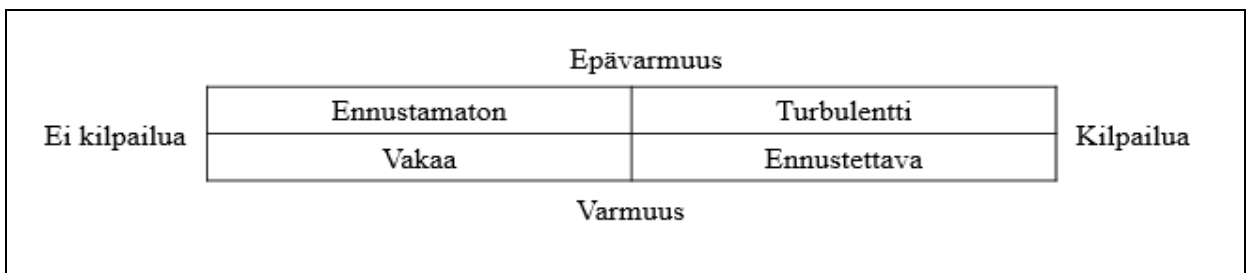 Epävarmuus
Ennustamaton Turbulentti
Ei kilpailua Kilpailua
Vakaa Ennustettava
Varmuus